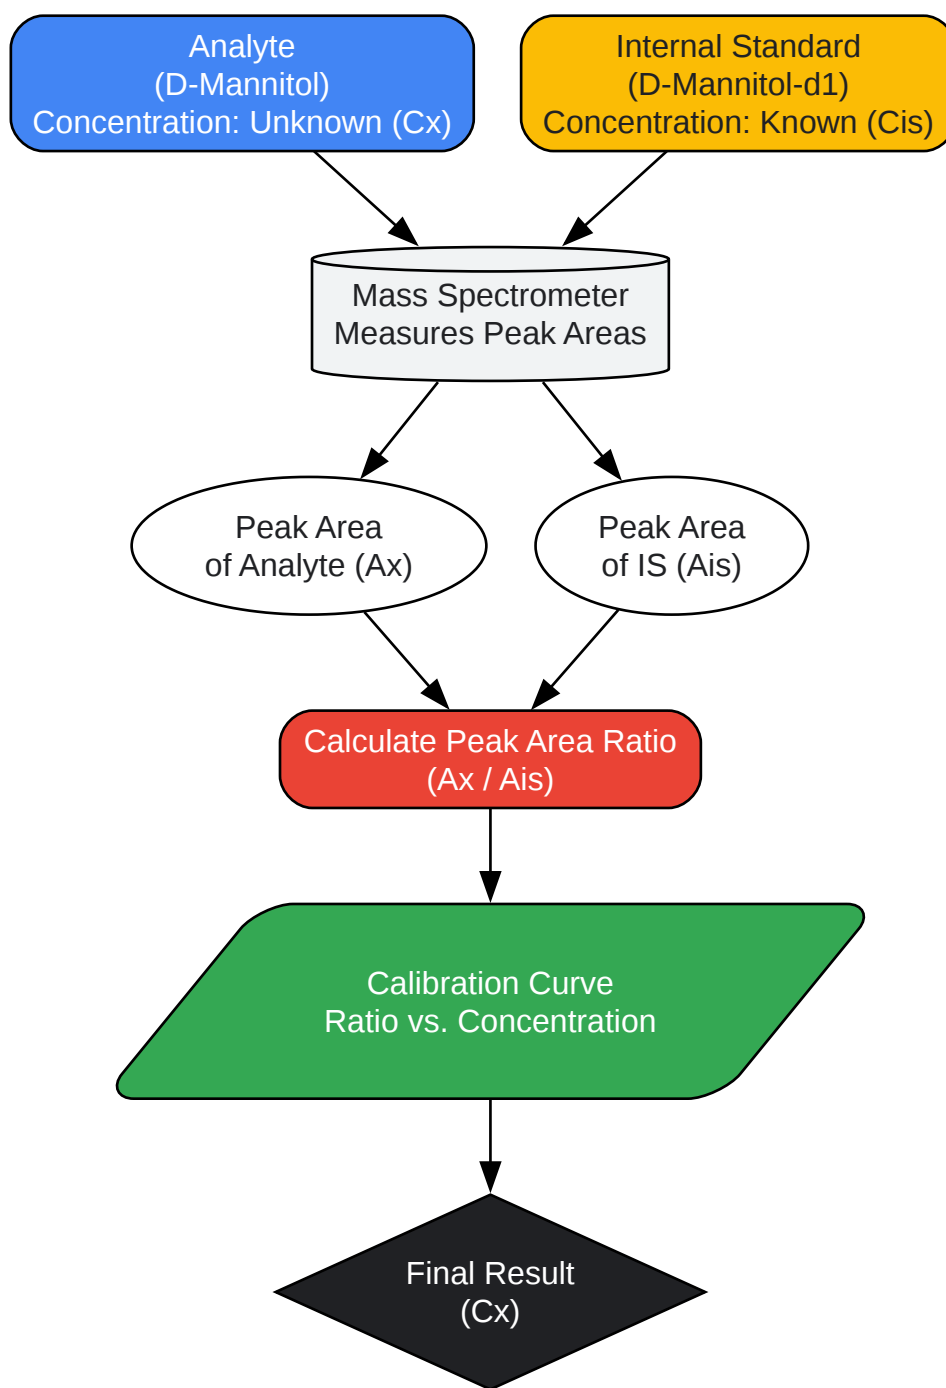 Analyte
(D-Mannitol)
Concentration: Unknown (Cx)
Internal Standard
(D-Mannitol-d1)
Concentration: Known (Cis)
Mass Spectrometer
Measures Peak Areas
Peak Area
of Analyte (Ax)
Peak Area
of IS (Ais)
Calculate Peak Area Ratio
(Ax / Ais)
Calibration Curve
Ratio vs. Concentration
Final Result
(Cx)